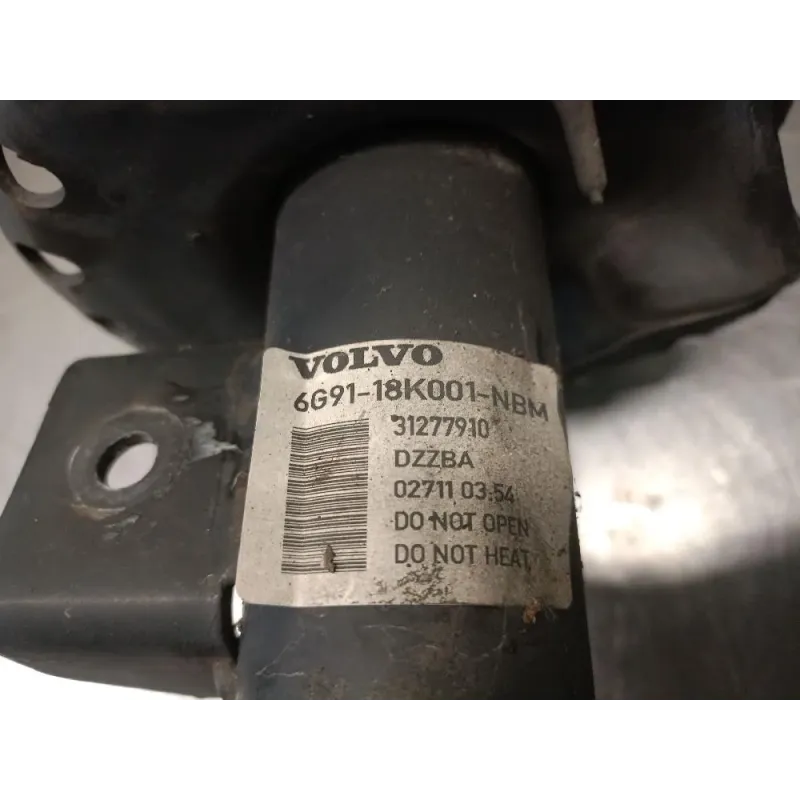 VOLVO
6G91-18K001-NBM
*31277910*
DZZBA
02711 03:54
DO NOT OPEN
DO NOT HEAT